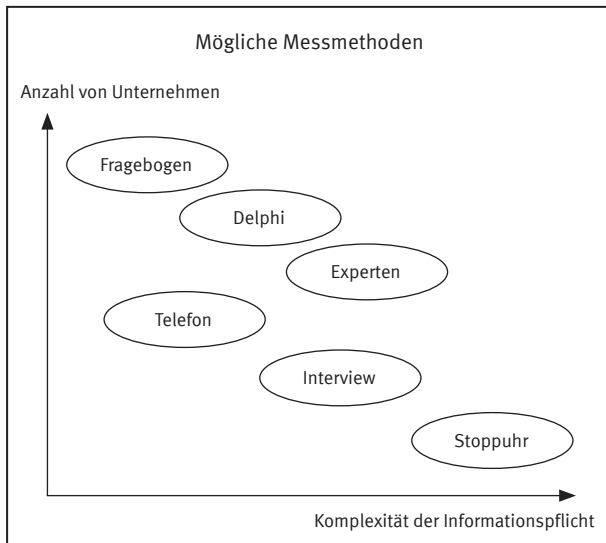 Mögliche Messmethoden
Anzahl von Unternehmen
Fragebogen
Delphi
Experten
Telefon
Interview
Stoppuhr
Komplexität der Informationspflicht